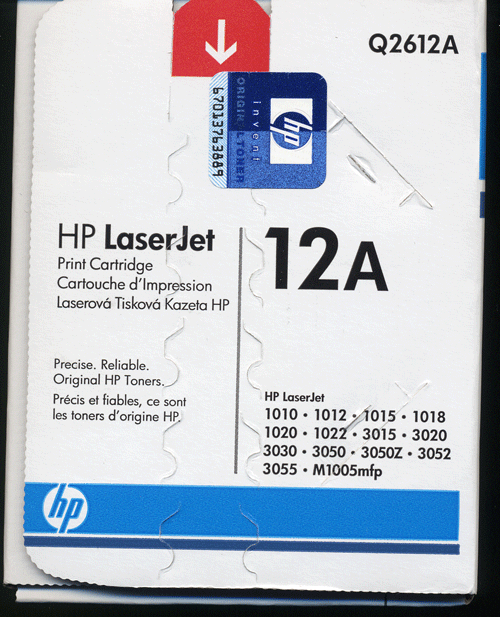 Q2612A
ORIGINAL TONER
invent
hp
67013763889
HP LaserJet
Print Cartridge
Cartouche d'Impression
Laserová Tisková Kazeta HP
12A
Precise. Reliable.
Original HP Toners.
Précis et fiables, ce sont
les toners d'origine HP.
HP LaserJet
1010 • 1012 • 1015 • 1018
1020 • 1022 • 3015 • 3020
3030 • 3050 • 3050Z • 3052
3055 • M1005mfp
hp